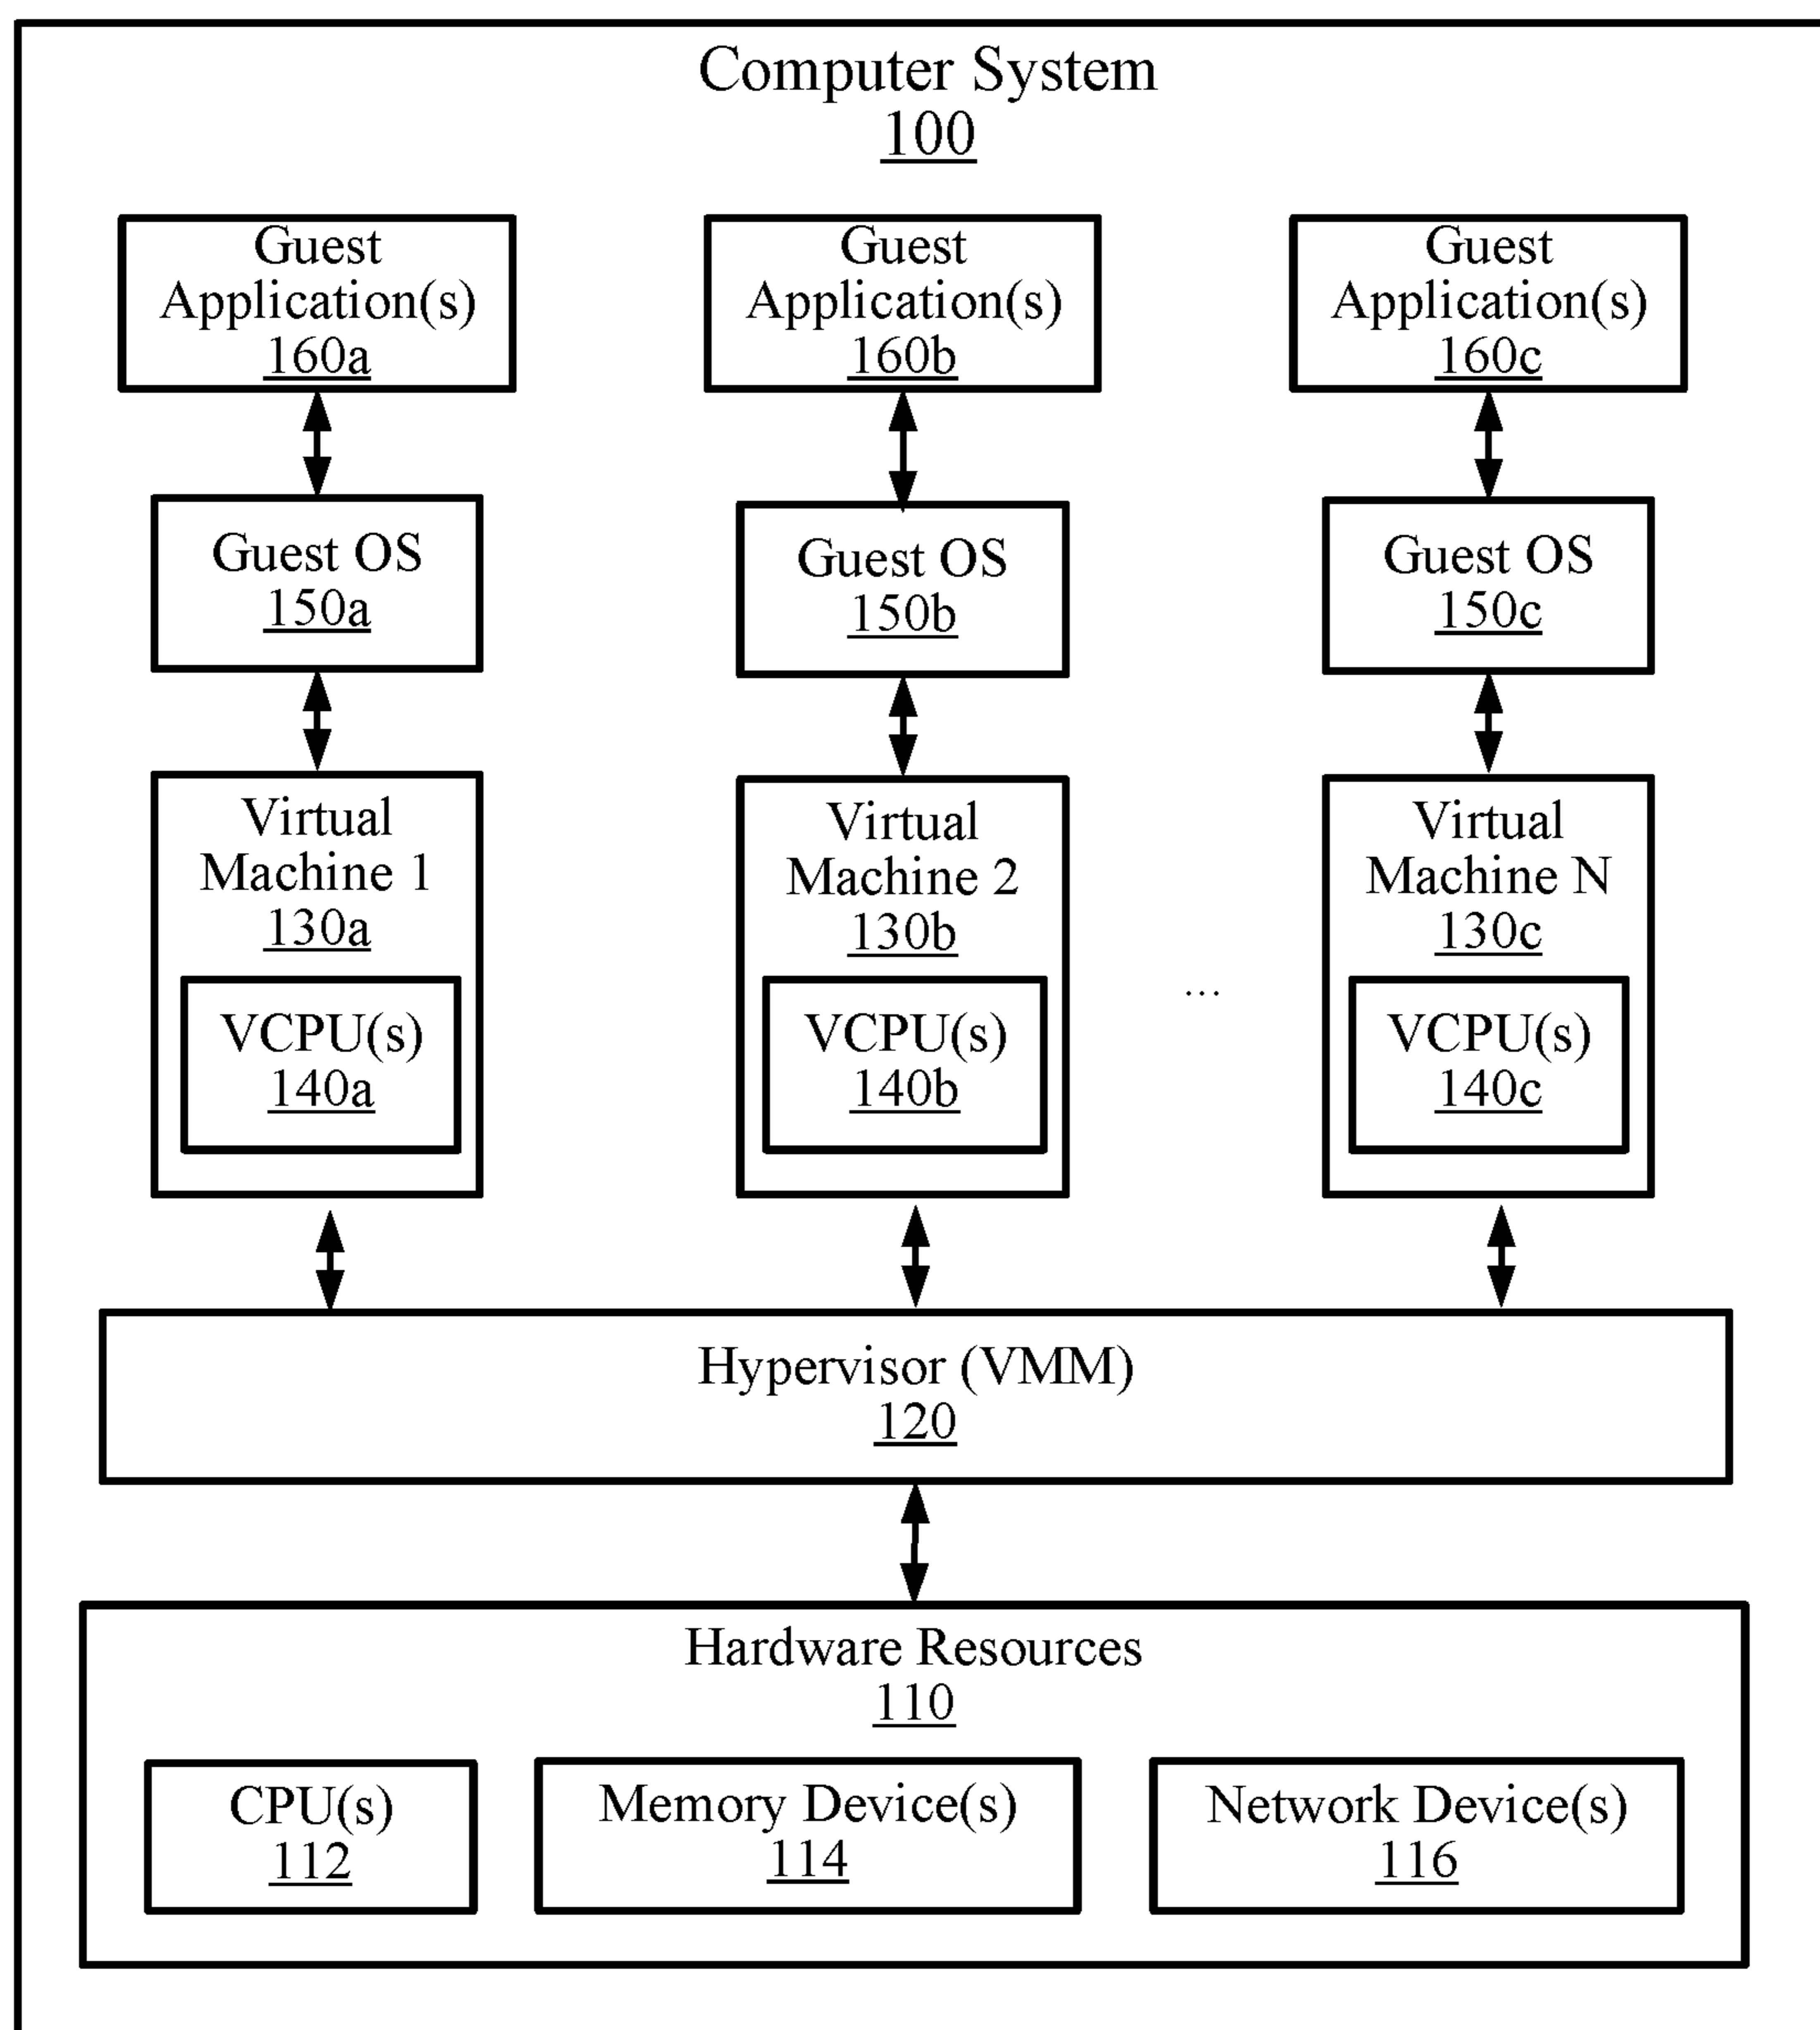 Computer System
100
Guest
Application(s)
160a
Guest
Application(s)
160b
Guest
Application(s)
160c
Guest OS
150a
Guest OS
150b
Guest OS
150c
Virtual
Machine 1
130a
VCPU(s)
140a
Virtual
Machine 2
130b
VCPU(s)
140b
...
Virtual
Machine N
130c
VCPU(s)
140c
Hypervisor (VMM)
120
Hardware Resources
110
CPU(s)
112
Memory Device(s)
114
Network Device(s)
116